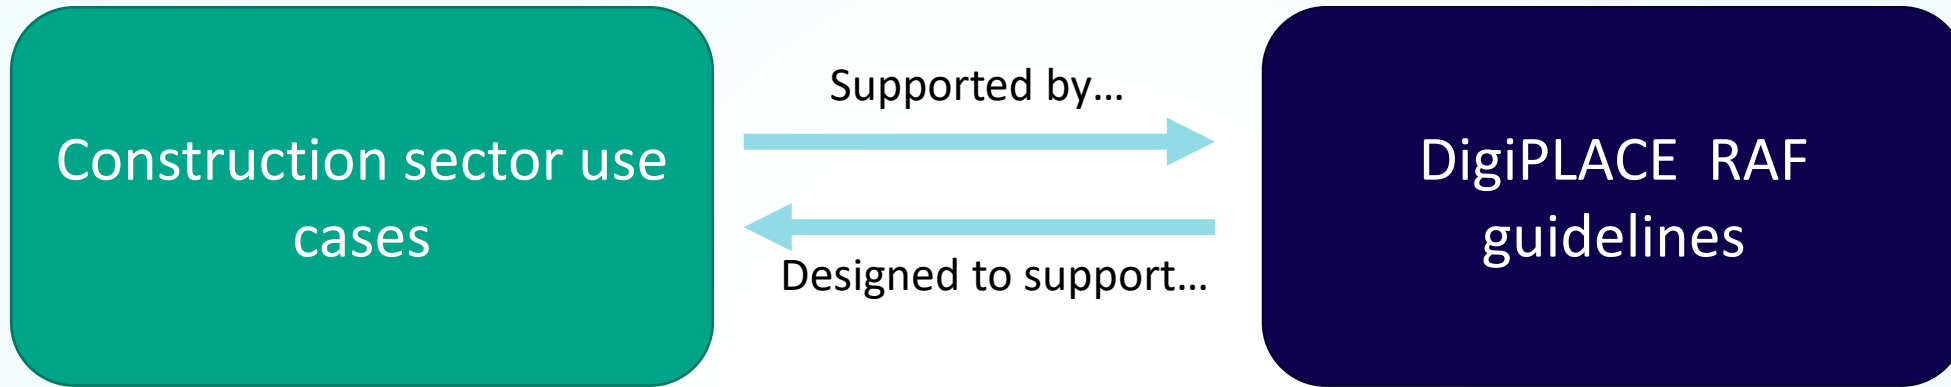 Construction sector use
cases
Supported by…
Designed to support…
DigiPLACE  RAF
guidelines